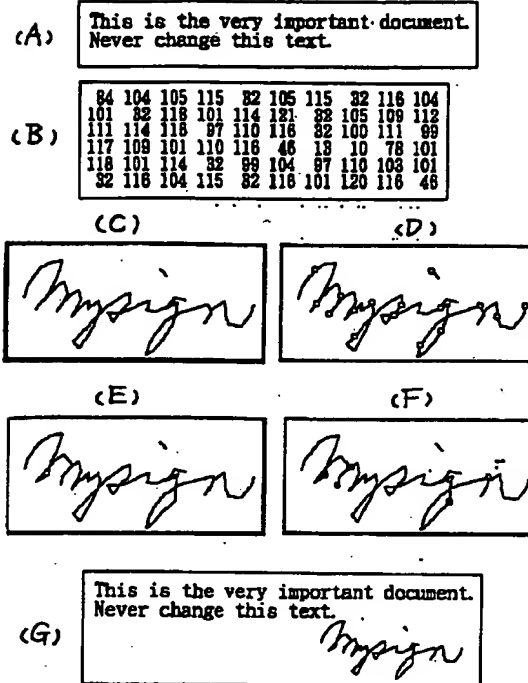 (A)
This is the very important document.
Never change this text.
(B)
84 104 105 115 32 105 115 32 116 104
101 32 118 101 114 121 32 105 109 112
111 114 116 97 110 116 32 100 111 99
117 109 101 110 116 46 13 10 78 101
118 101 114 32 99 104 97 110 103 101
32 116 104 115 32 116 101 120 116 46
(C) (D)
Mysign Mysign
(E) (F)
Mysign Mysign
(G)
This is the very important document.
Never change this text.
Mysign